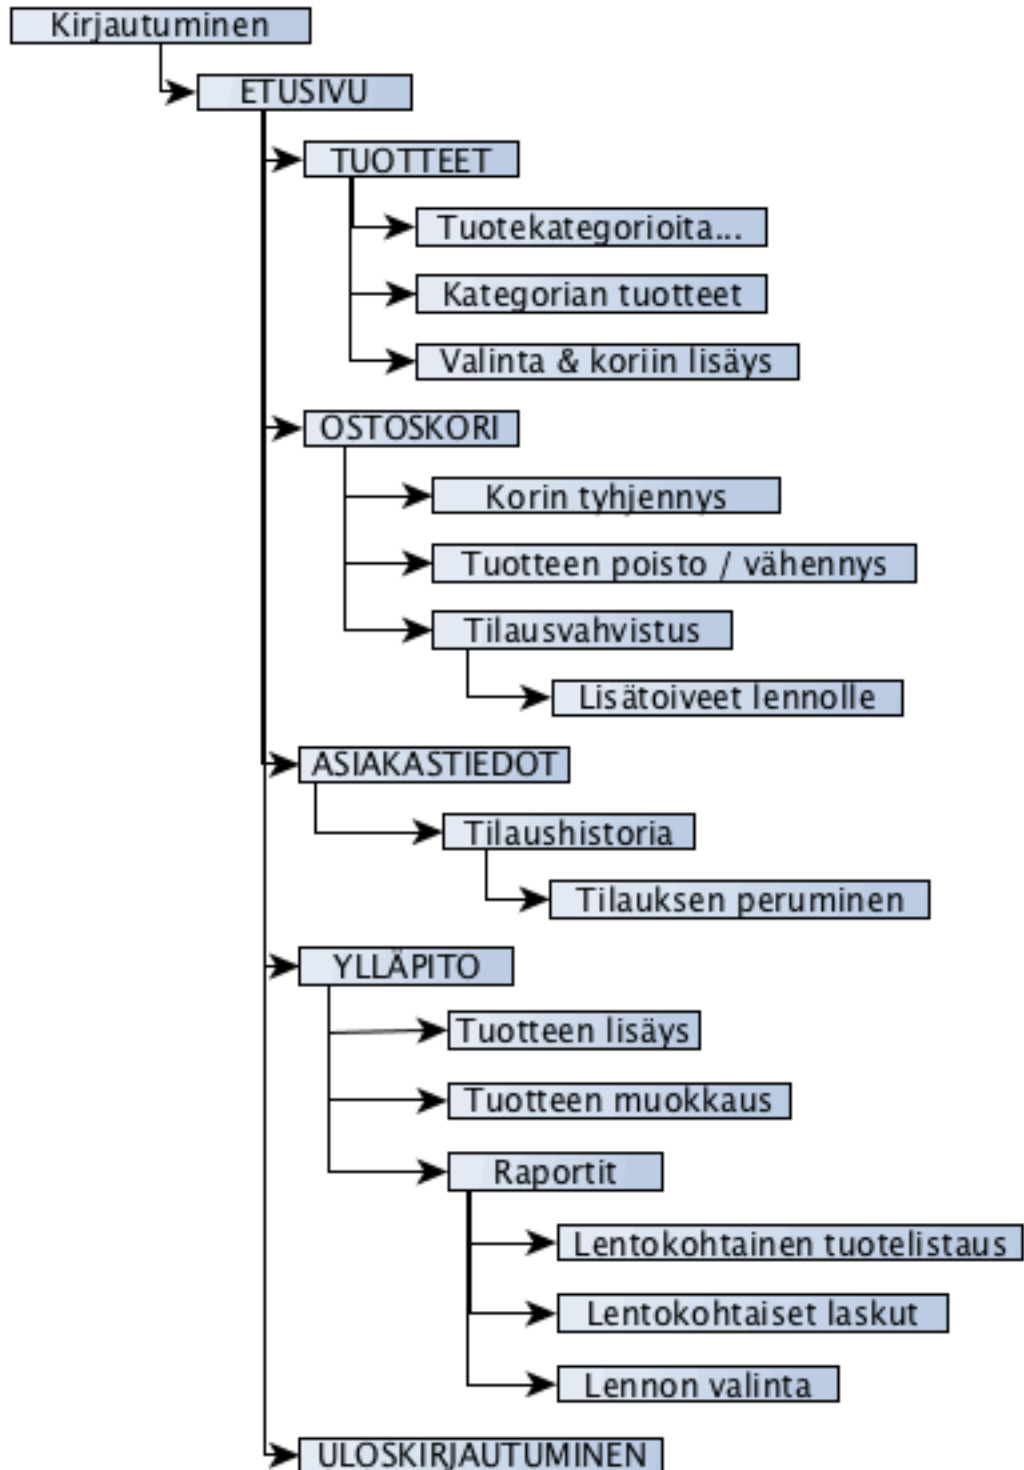 Kirjautuminen
ETUSIVU
TUOTTEET
Tuotekategorioita...
Kategorian tuotteet
Valinta & koriin lisäys
OSTOSKORI
Korin tyhjennys
Tuotteen poisto / vähennys
Tilausvahvistus
Lisätoiveet lennolle
ASIAKASTIEDOT
Tilaushistoria
Tilauksen peruminen
YLLÄPITO
Tuotteen lisäys
Tuotteen muokkaus
Raportit
Lentokohtainen tuotelistaus
Lentokohtaiset laskut
Lennon valinta
ULOSKIRJAUTUMINEN